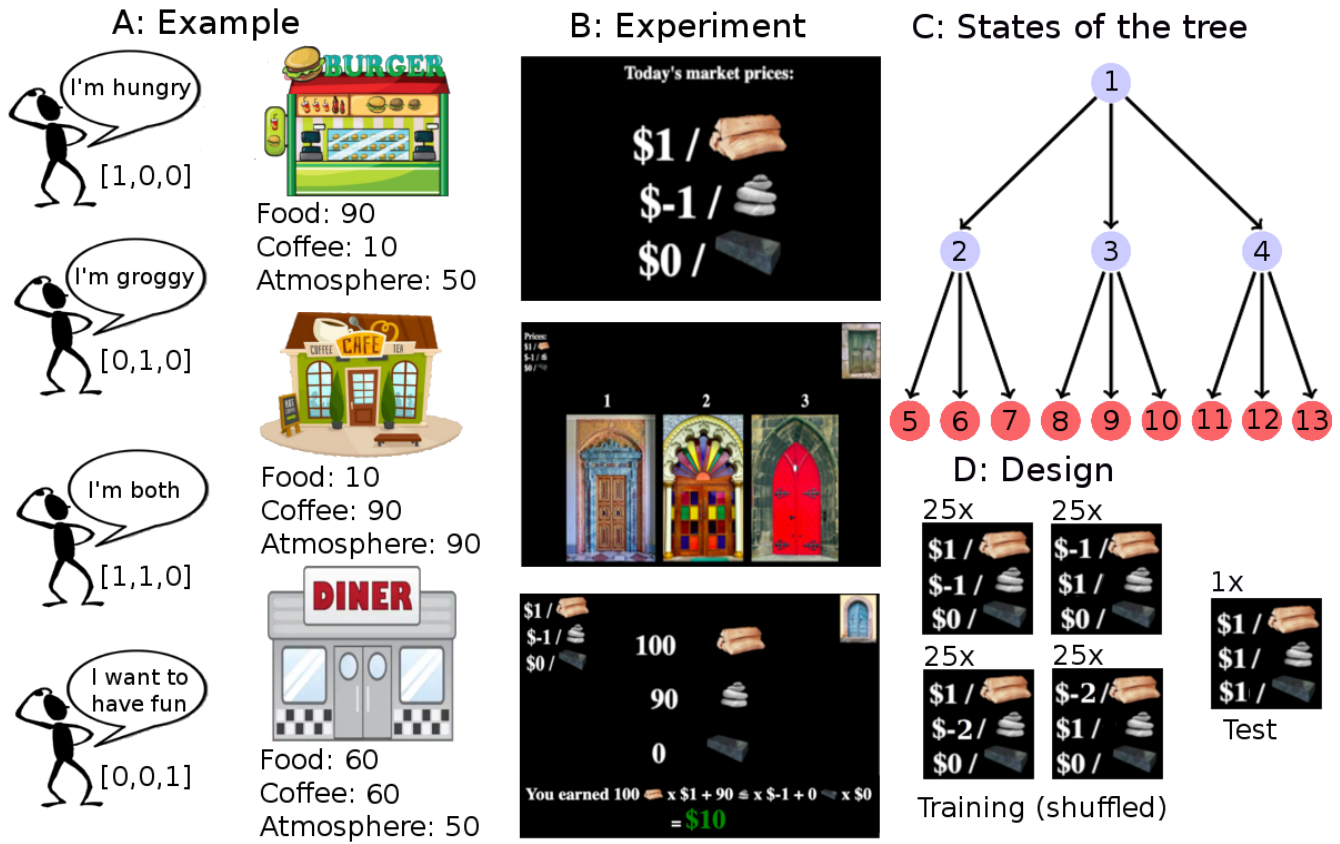 A: Example
I'm hungry
[1,0,0]
BURGER
Food: 90
Coffee: 10
Atmosphere: 50
I'm groggy
[0,1,0]
COFFEE CAFE TEA
Food: 10
Coffee: 90
Atmosphere: 90
I'm both
[1,1,0]
DINER
Food: 60
Coffee: 60
Atmosphere: 50
I want to
have fun
[0,0,1]
B: Experiment
Today's market prices:
$1 /
$-1 /
$0 /
Prices:
$1 /
$-1 /
$0 /
1 2 3
$1 /
$-1 /
$0 /
100
90
0
You earned 100 x $1 + 90 x $-1 + 0 x $0
= $10
C: States of the tree
1
2 3 4
5 6 7 8 9 10 11 12 13
D: Design
25x
$1 /
$-1 /
$0 /
25x
$-1 /
$1 /
$0 /
25x
$1 /
$-2 /
$0 /
25x
$-2 /
$1 /
$0 /
Training (shuffled)
1x
$1 /
$1 /
$1 /
Test